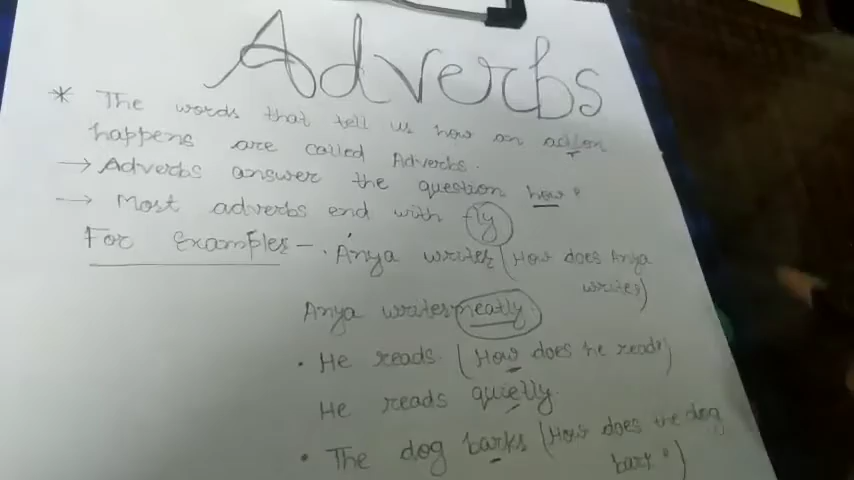 Adverbs
* The words that tell us how an action
happens are called Adverbs.
→ Adverbs answer the question how?
→ Most adverbs end with ly
For examples - . Anya writes (How does Anya
writes)
Anya writes neatly.
• He reads. (How does he reads)
He reads quietly.
• The dog barks (How does the dog
bark?)